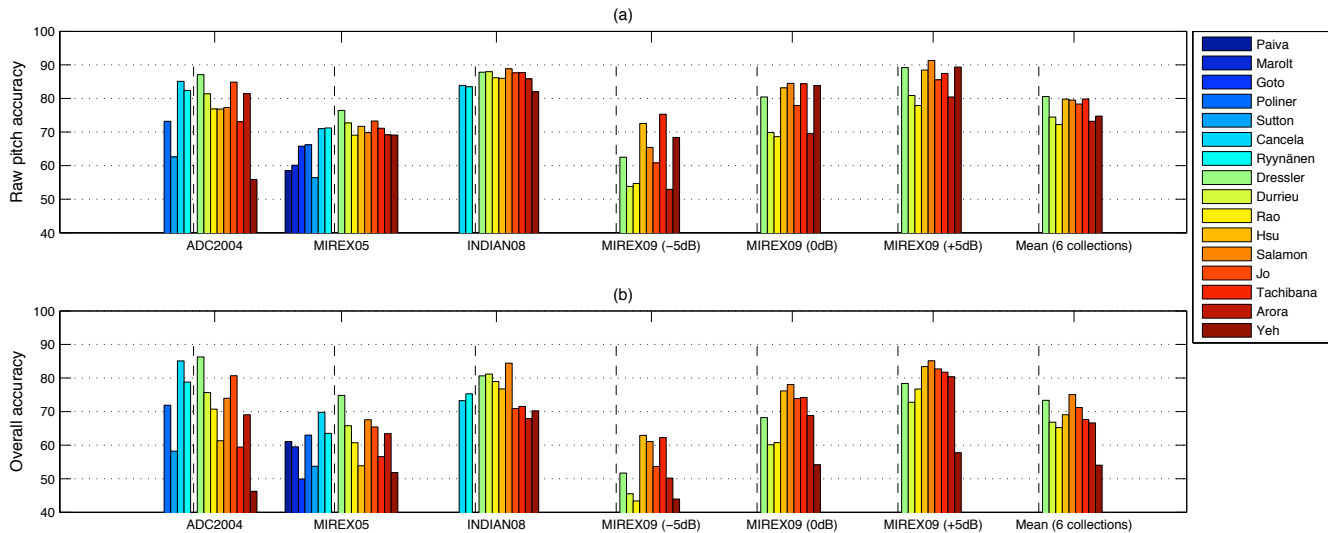 (a)
Raw pitch accuracy
100
90
80
70
60
50
40
ADC2004
MIREX05
INDIAN08
MIREX09 (−5dB)
MIREX09 (0dB)
MIREX09 (+5dB)
Mean (6 collections)
(b)
Overall accuracy
100
90
80
70
60
50
40
ADC2004
MIREX05
INDIAN08
MIREX09 (−5dB)
MIREX09 (0dB)
MIREX09 (+5dB)
Mean (6 collections)
Paiva
Marolt
Goto
Poliner
Sutton
Cancela
Ryynänen
Dressler
Durrieu
Rao
Hsu
Salamon
Jo
Tachibana
Arora
Yeh